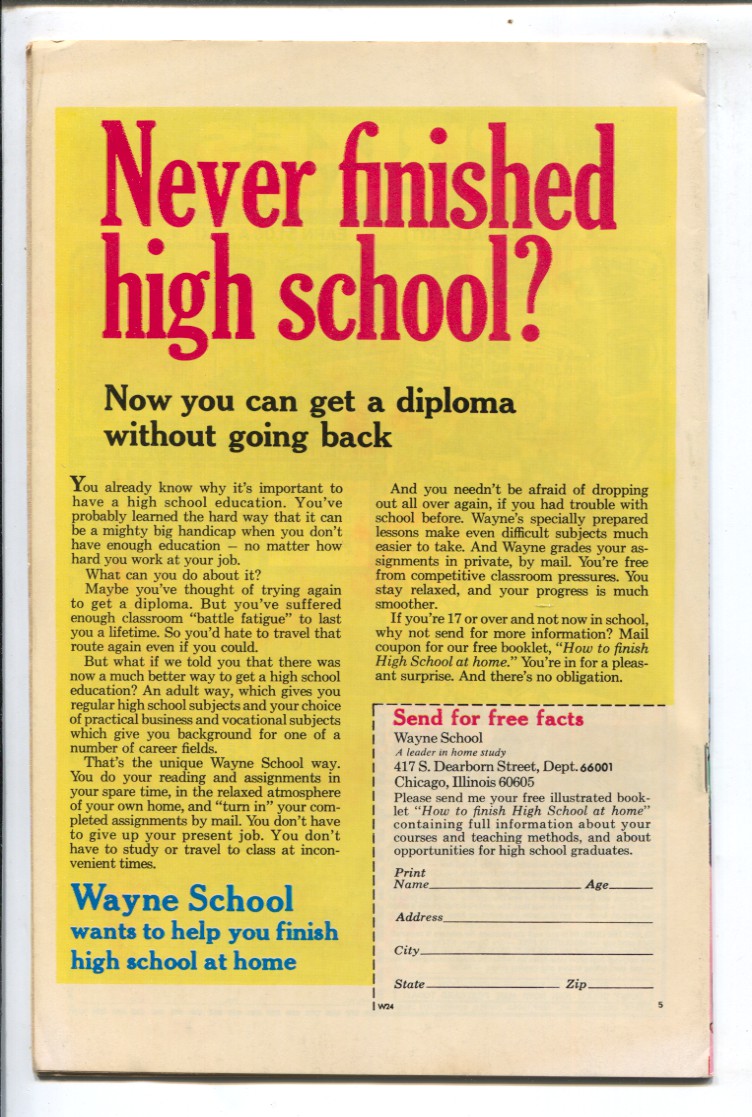 Never finished
high school?
Now you can get a diploma
without going back
You already know why it's important to
have a high school education. You've
probably learned the hard way that it can
be a mighty big handicap when you don't
have enough education — no matter how
hard you work at your job.
What can you do about it?
Maybe you've thought of trying again
to get a diploma. But you've suffered
enough classroom "battle fatigue" to last
you a lifetime. So you'd hate to travel that
route again even if you could.
But what if we told you that there was
now a much better way to get a high school
education? An adult way, which gives you
regular high school subjects and your choice
of practical business and vocational subjects
which give you background for one of a
number of career fields.
That's the unique Wayne School way.
You do your reading and assignments in
your spare time, in the relaxed atmosphere
of your own home, and "turn in" your com-
pleted assignments by mail. You don't have
to give up your present job. You don't
have to study or travel to class at incon-
venient times.
Wayne School
wants to help you finish
high school at home
And you needn't be afraid of dropping
out all over again, if you had trouble with
school before. Wayne's specially prepared
lessons make even difficult subjects much
easier to take. And Wayne grades your as-
signments in private, by mail. You're free
from competitive classroom pressures. You
stay relaxed, and your progress is much
smoother.
If you're 17 or over and not now in school,
why not send for more information? Mail
coupon for our free booklet, "How to finish
High School at home." You're in for a pleas-
ant surprise. And there's no obligation.
Send for free facts
Wayne School
A leader in home study
417 S. Dearborn Street, Dept. 66001
Chicago, Illinois 60605
Please send me your free illustrated book-
let "How to finish High School at home"
containing full information about your
courses and teaching methods, and about
opportunities for high school graduates.
Print
Name Age
Address
City
State Zip
W24 5